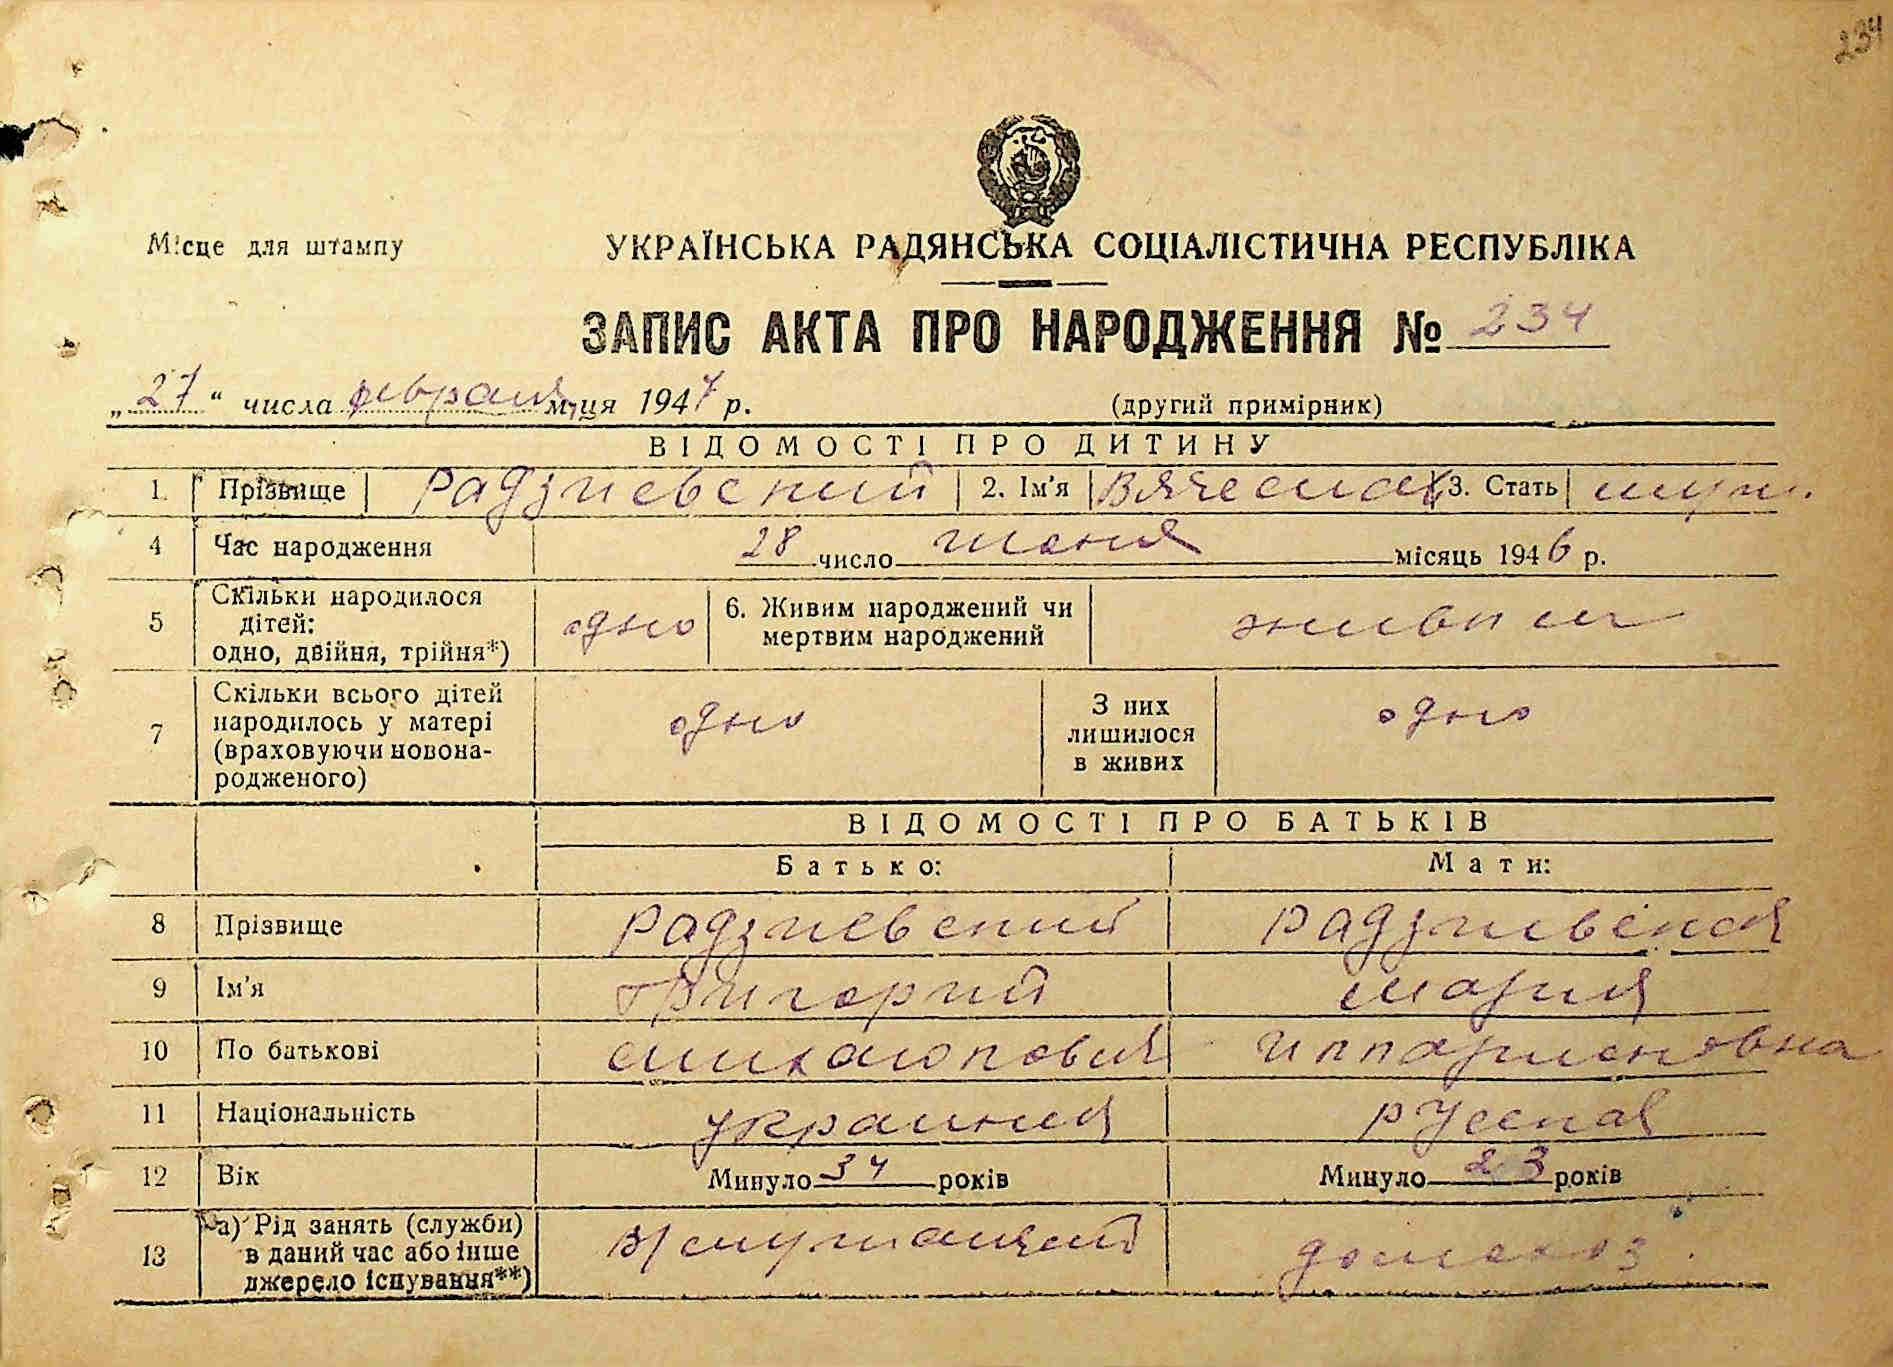 234
Місце для штампу
УКРАЇНСЬКА РАДЯНСЬКА СОЦІАЛІСТИЧНА РЕСПУБЛІКА
ЗАПИС АКТА ПРО НАРОДЖЕННЯ № 234
„27" числа февраля м-ця 1947 р. (другий примірник)
ВІДОМОСТІ ПРО ДИТИНУ
1. Прізвище Радзиевский 2. Ім'я Вячеслав 3. Стать муж.
4 Час народження 28 число июня місяць 1946 р.
5 Скільки народилося дітей: одно, двійня, трійня*) одно 6. Живим народжений чи мертвим народжений живым
7 Скільки всього дітей народилось у матері (враховуючи новонародженого) одно З них лишилося в живих одно
ВІДОМОСТІ ПРО БАТЬКІВ
Батько: Мати:
8 Прізвище Радзиевский Радзиевская
9 Ім'я Григорий Мария
10 По батькові Илларионовна
11 Національність украинец русская
12 Вік Минуло 34 років Минуло 23 років
13 а) Рід занять (служби) в даний час або інше джерело існування**) в/служащий домохоз.